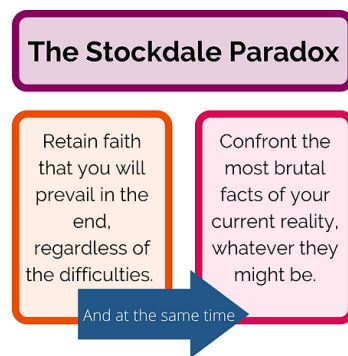 The Stockdale Paradox
Retain faith
that you will
prevail in the
end,
regardless of
the difficulties.
And at the same time
Confront the
most brutal
facts of your
current reality,
whatever they
might be.